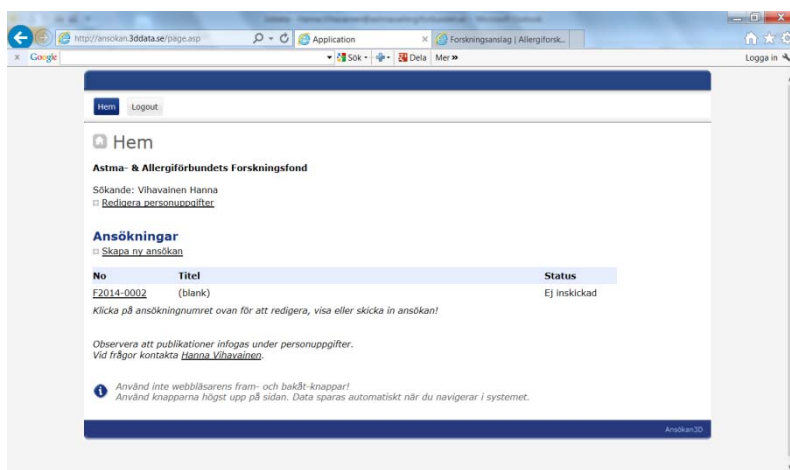 http://ansokan.3ddata.se/page.asp
Application
Forskningsanslag | Allergiforsk...
x Google
Sök
Dela
Mer »
Logga in
Hem
Logout
Hem
Astma- & Allergiförbundets Forskningsfond
Sökande: Vihavainen Hanna
Redigera personuppgifter
Ansökningar
Skapa ny ansökan
No Titel Status
F2014-0002 (blank) Ej inskickad
Klicka på ansökningnumret ovan för att redigera, visa eller skicka in ansökan!
Observera att publikationer infogas under personuppgifter.
Vid frågor kontakta Hanna Vihavainen.
Använd inte webbläsarens fram- och bakåt-knappar!
Använd knapparna högst upp på sidan. Data sparas automatiskt när du navigerar i systemet.
Ansökan3D